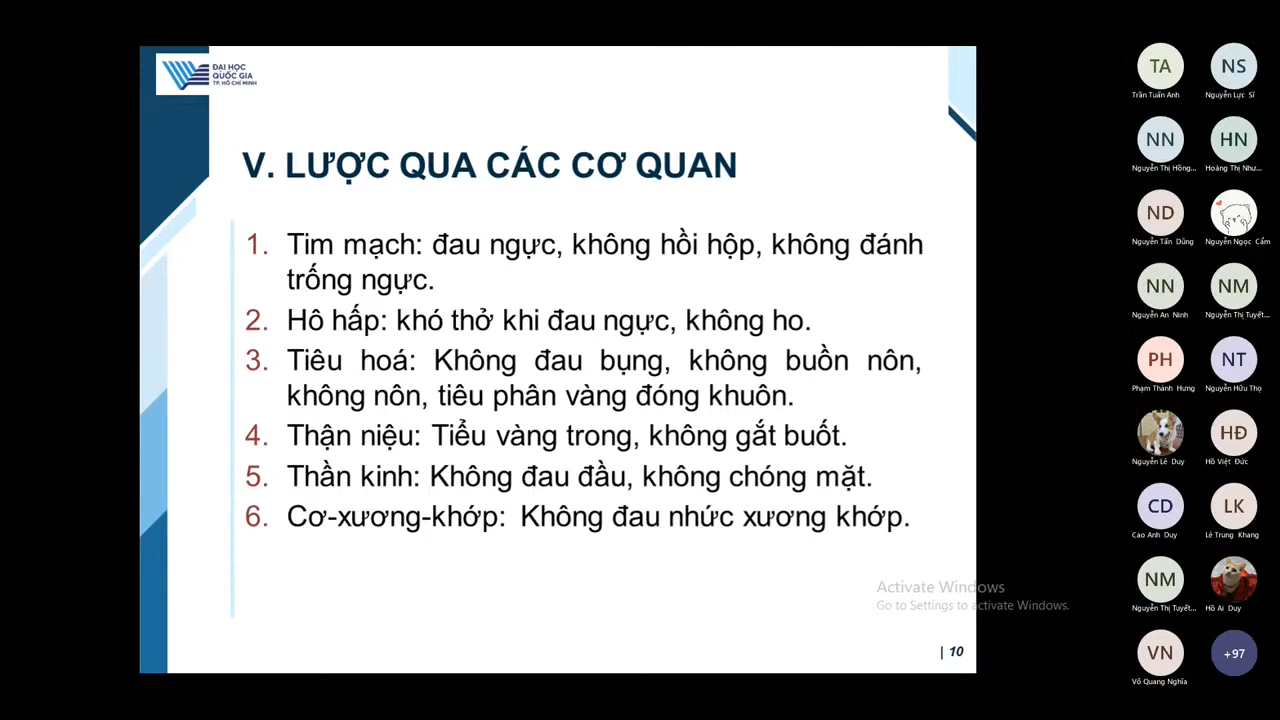 ĐẠI HỌC
QUỐC GIA
TP. HỒ CHÍ MINH
V. LƯỢC QUA CÁC CƠ QUAN
1. Tim mạch: đau ngực, không hồi hộp, không đánh
trống ngực.
2. Hô hấp: khó thở khi đau ngực, không ho.
3. Tiêu hoá: Không đau bụng, không buồn nôn,
không nôn, tiêu phân vàng đóng khuôn.
4. Thận niệu: Tiểu vàng trong, không gắt buốt.
5. Thần kinh: Không đau đầu, không chóng mặt.
6. Cơ-xương-khớp: Không đau nhức xương khớp.
Activate Windows
Go to Settings to activate Windows.
| 10
TA NS
Trần Tuấn Anh Nguyễn Lực Sĩ
NN HN
Nguyễn Thị Hồng... Hoàng Thị Như...
ND
Nguyễn Tấn Dũng Nguyễn Ngọc Cẩm
NN NM
Nguyễn An Ninh Nguyễn Thị Tuyết...
PH NT
Phạm Thành Hưng Nguyễn Hữu Thọ
HĐ
Nguyễn Lê Duy Hồ Việt Đức
CD LK
Cao Anh Duy Lê Trung Khang
NM
Nguyễn Thị Tuyết... Hồ Ai Duy
VN +97
Võ Quang Nghĩa